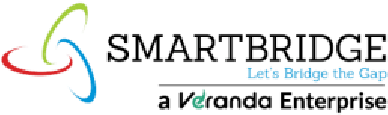 SMARTBRIDGE
Let's Bridge the Gap
a Veranda Enterprise